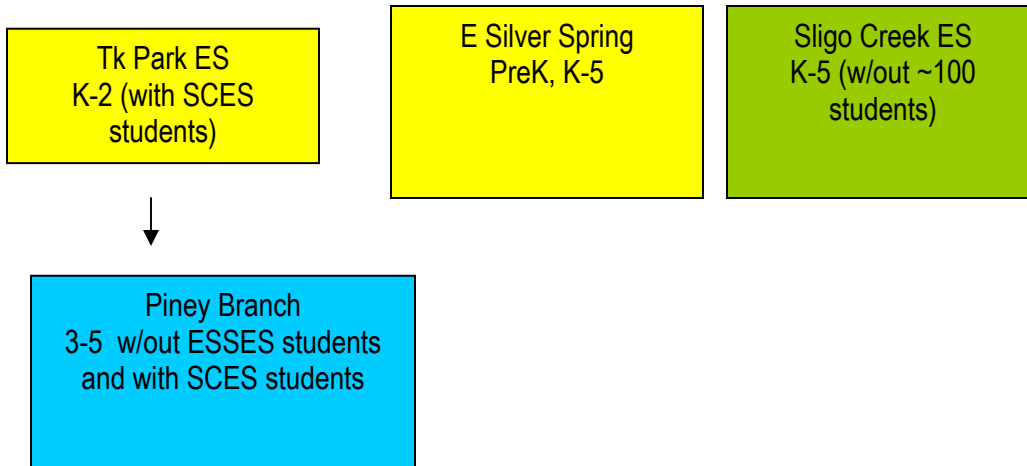 Tk Park ES
K-2 (with SCES
students)
E Silver Spring
PreK, K-5
Sligo Creek ES
K-5 (w/out ~100
students)
Piney Branch
3-5  w/out ESSES students
and with SCES students